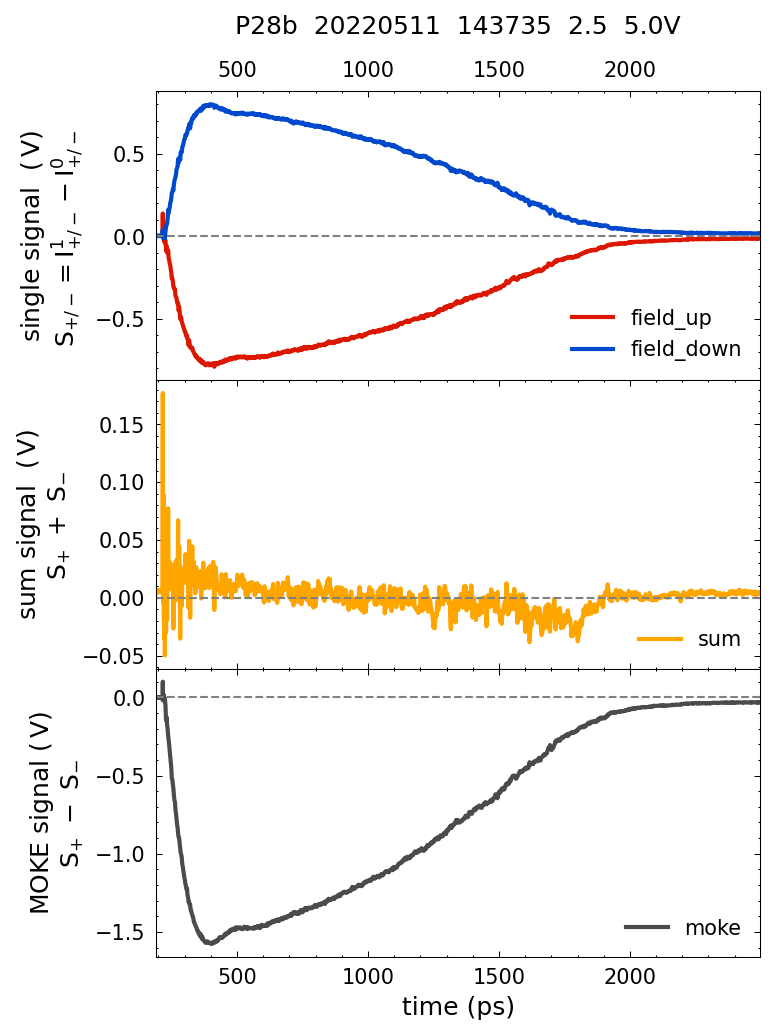 P28b 20220511 143735 2.5 5.0V
500 1000 1500 2000
single signal (V)
S+/− = I¹+/− − I⁰+/−
0.5
0.0
−0.5
field_up
field_down
sum signal (V)
S₊ + S₋
0.15
0.10
0.05
0.00
−0.05
sum
MOKE signal (V)
S₊ − S₋
0.0
−0.5
−1.0
−1.5
moke
500 1000 1500 2000
time (ps)